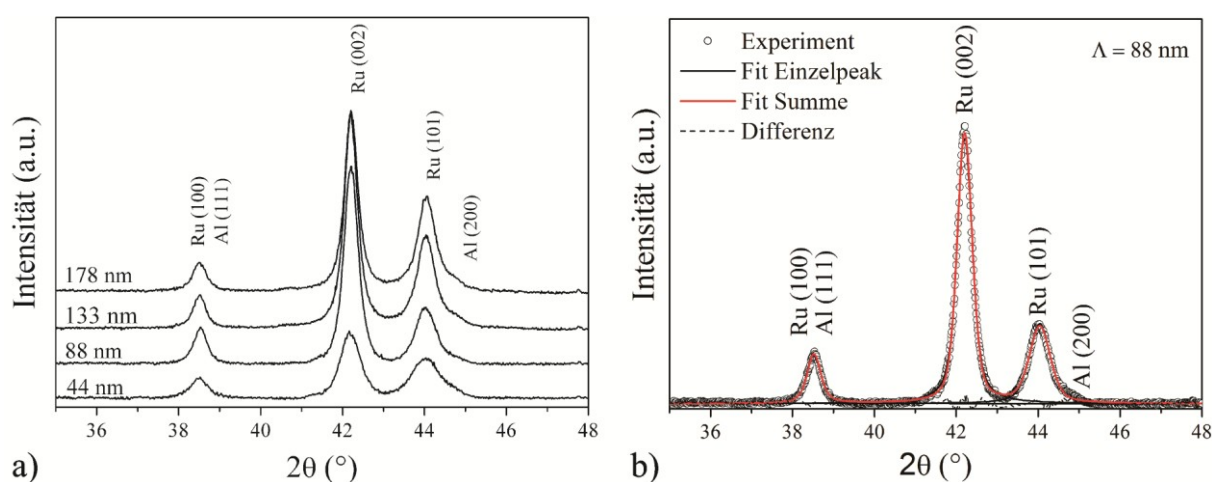 Intensität (a.u.)
Ru (100)
Al (111)
Ru (002)
Ru (101)
Al (200)
178 nm
133 nm
88 nm
44 nm
36 38 40 42 44 46 48
2θ (°)
a)
Intensität (a.u.)
Experiment
Fit Einzelpeak
Fit Summe
Differenz
Λ = 88 nm
Ru (100)
Al (111)
Ru (002)
Ru (101)
Al (200)
36 38 40 42 44 46 48
2θ (°)
b)